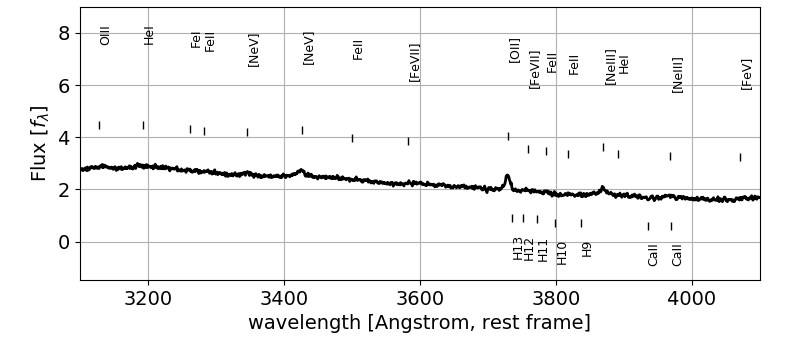 8
6
4
2
0
Flux [fλ]
OIII
HeI
FeI
FeII
[NeV]
[NeV]
FeII
[FeVII]
[OII]
[FeVII]
FeII
FeII
[NeIII]
HeI
[NeIII]
[FeV]
H13
H12
H11
H10
H9
CaII
CaII
3200 3400 3600 3800 4000
wavelength [Angstrom, rest frame]